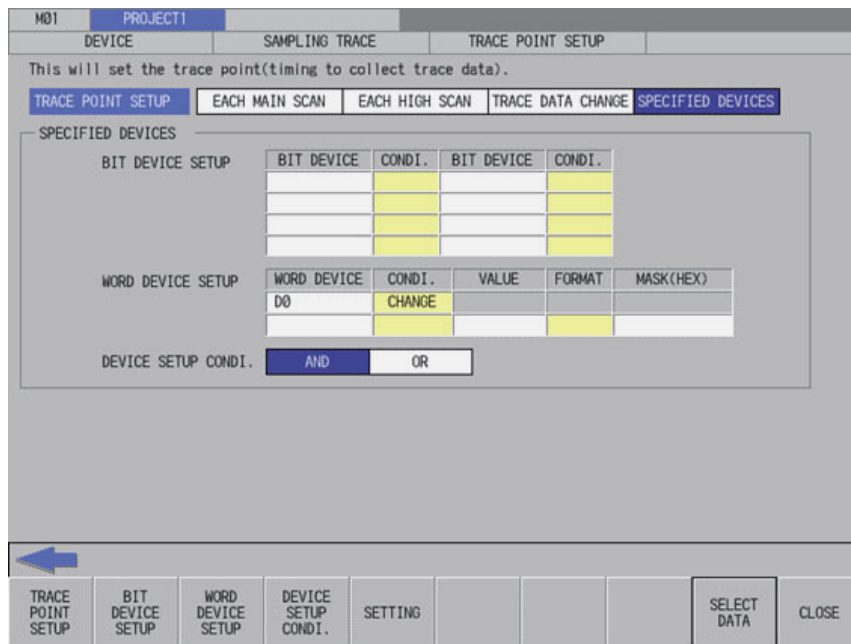 M01 PROJECT1
DEVICE SAMPLING TRACE TRACE POINT SETUP
This will set the trace point(timing to collect trace data).
TRACE POINT SETUP EACH MAIN SCAN EACH HIGH SCAN TRACE DATA CHANGE SPECIFIED DEVICES
SPECIFIED DEVICES
BIT DEVICE SETUP BIT DEVICE CONDI. BIT DEVICE CONDI.
WORD DEVICE SETUP WORD DEVICE CONDI. VALUE FORMAT MASK(HEX)
D0 CHANGE
DEVICE SETUP CONDI. AND OR
TRACE POINT SETUP
BIT DEVICE SETUP
WORD DEVICE SETUP
DEVICE SETUP CONDI.
SETTING
SELECT DATA
CLOSE